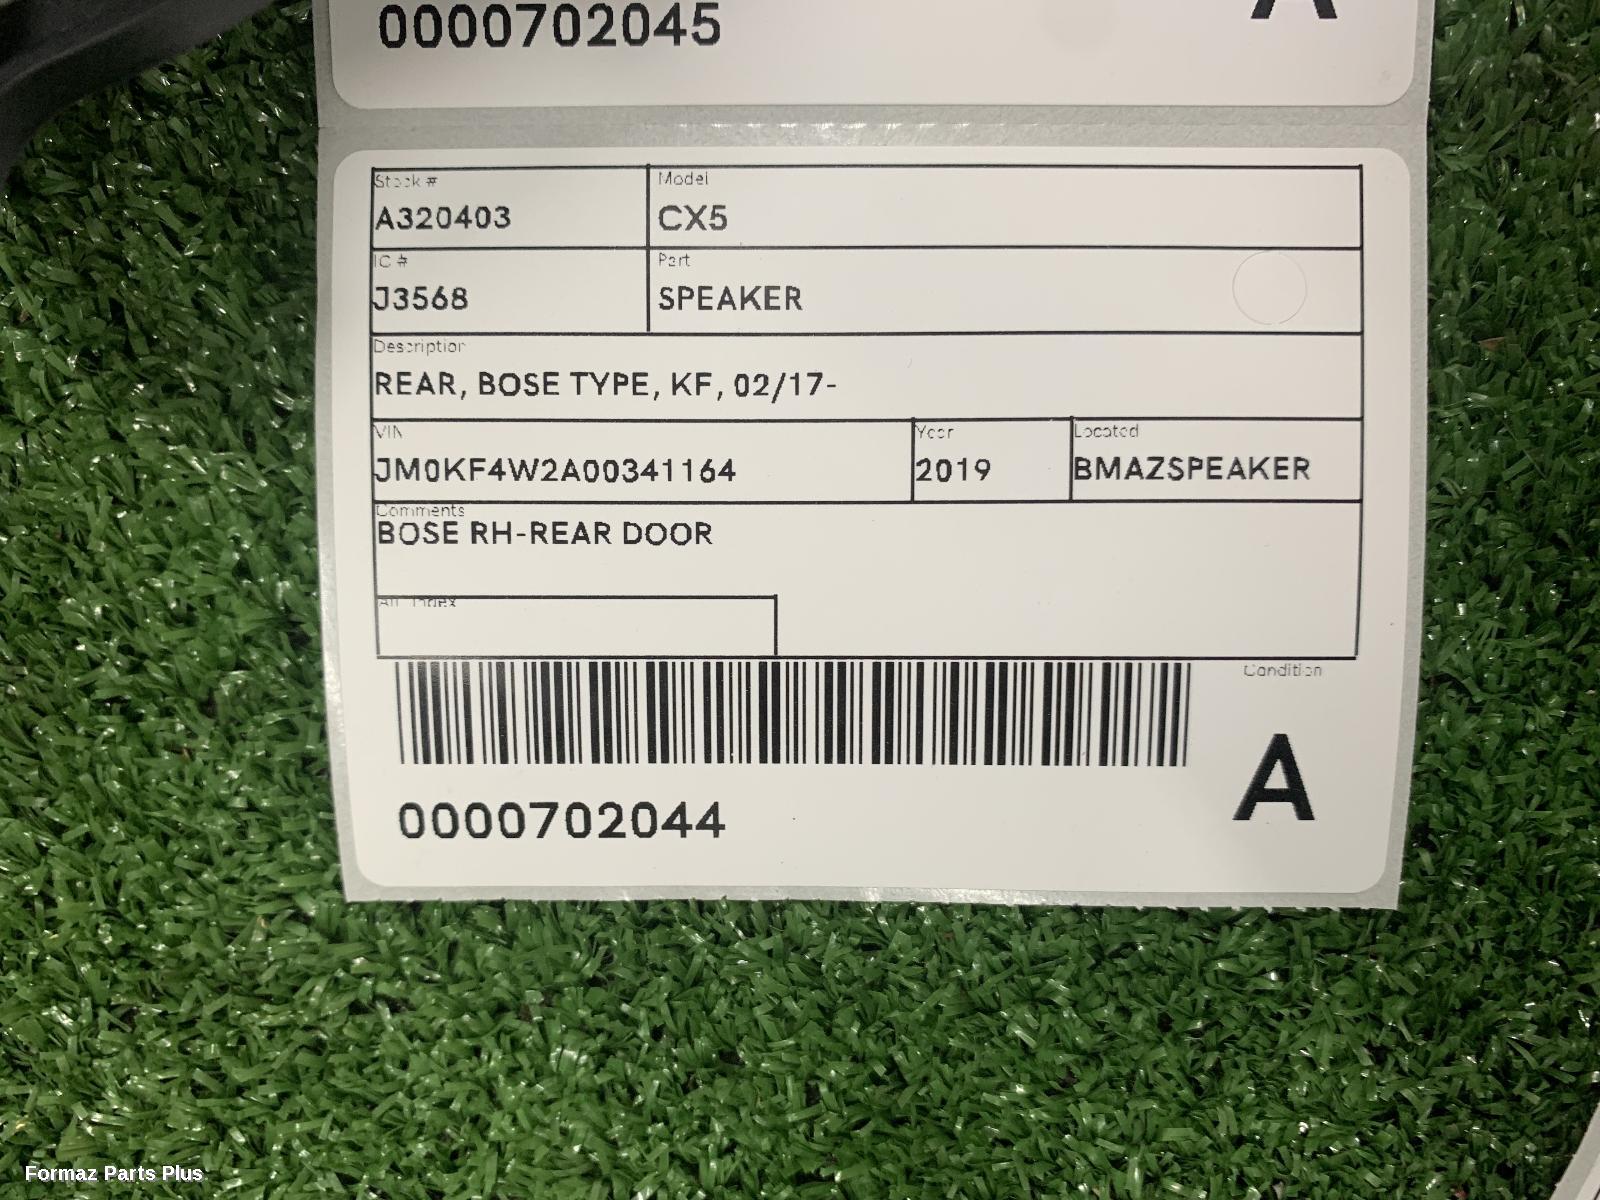 0000702045
A
Stock #
A320403
Model
CX5
IC #
J3568
Part
SPEAKER
Description
REAR, BOSE TYPE, KF, 02/17-
VIN
JM0KF4W2A00341164
Year
2019
Located
BMAZSPEAKER
Comments
BOSE RH-REAR DOOR
Index
Condition
A
0000702044
Formaz Parts Plus